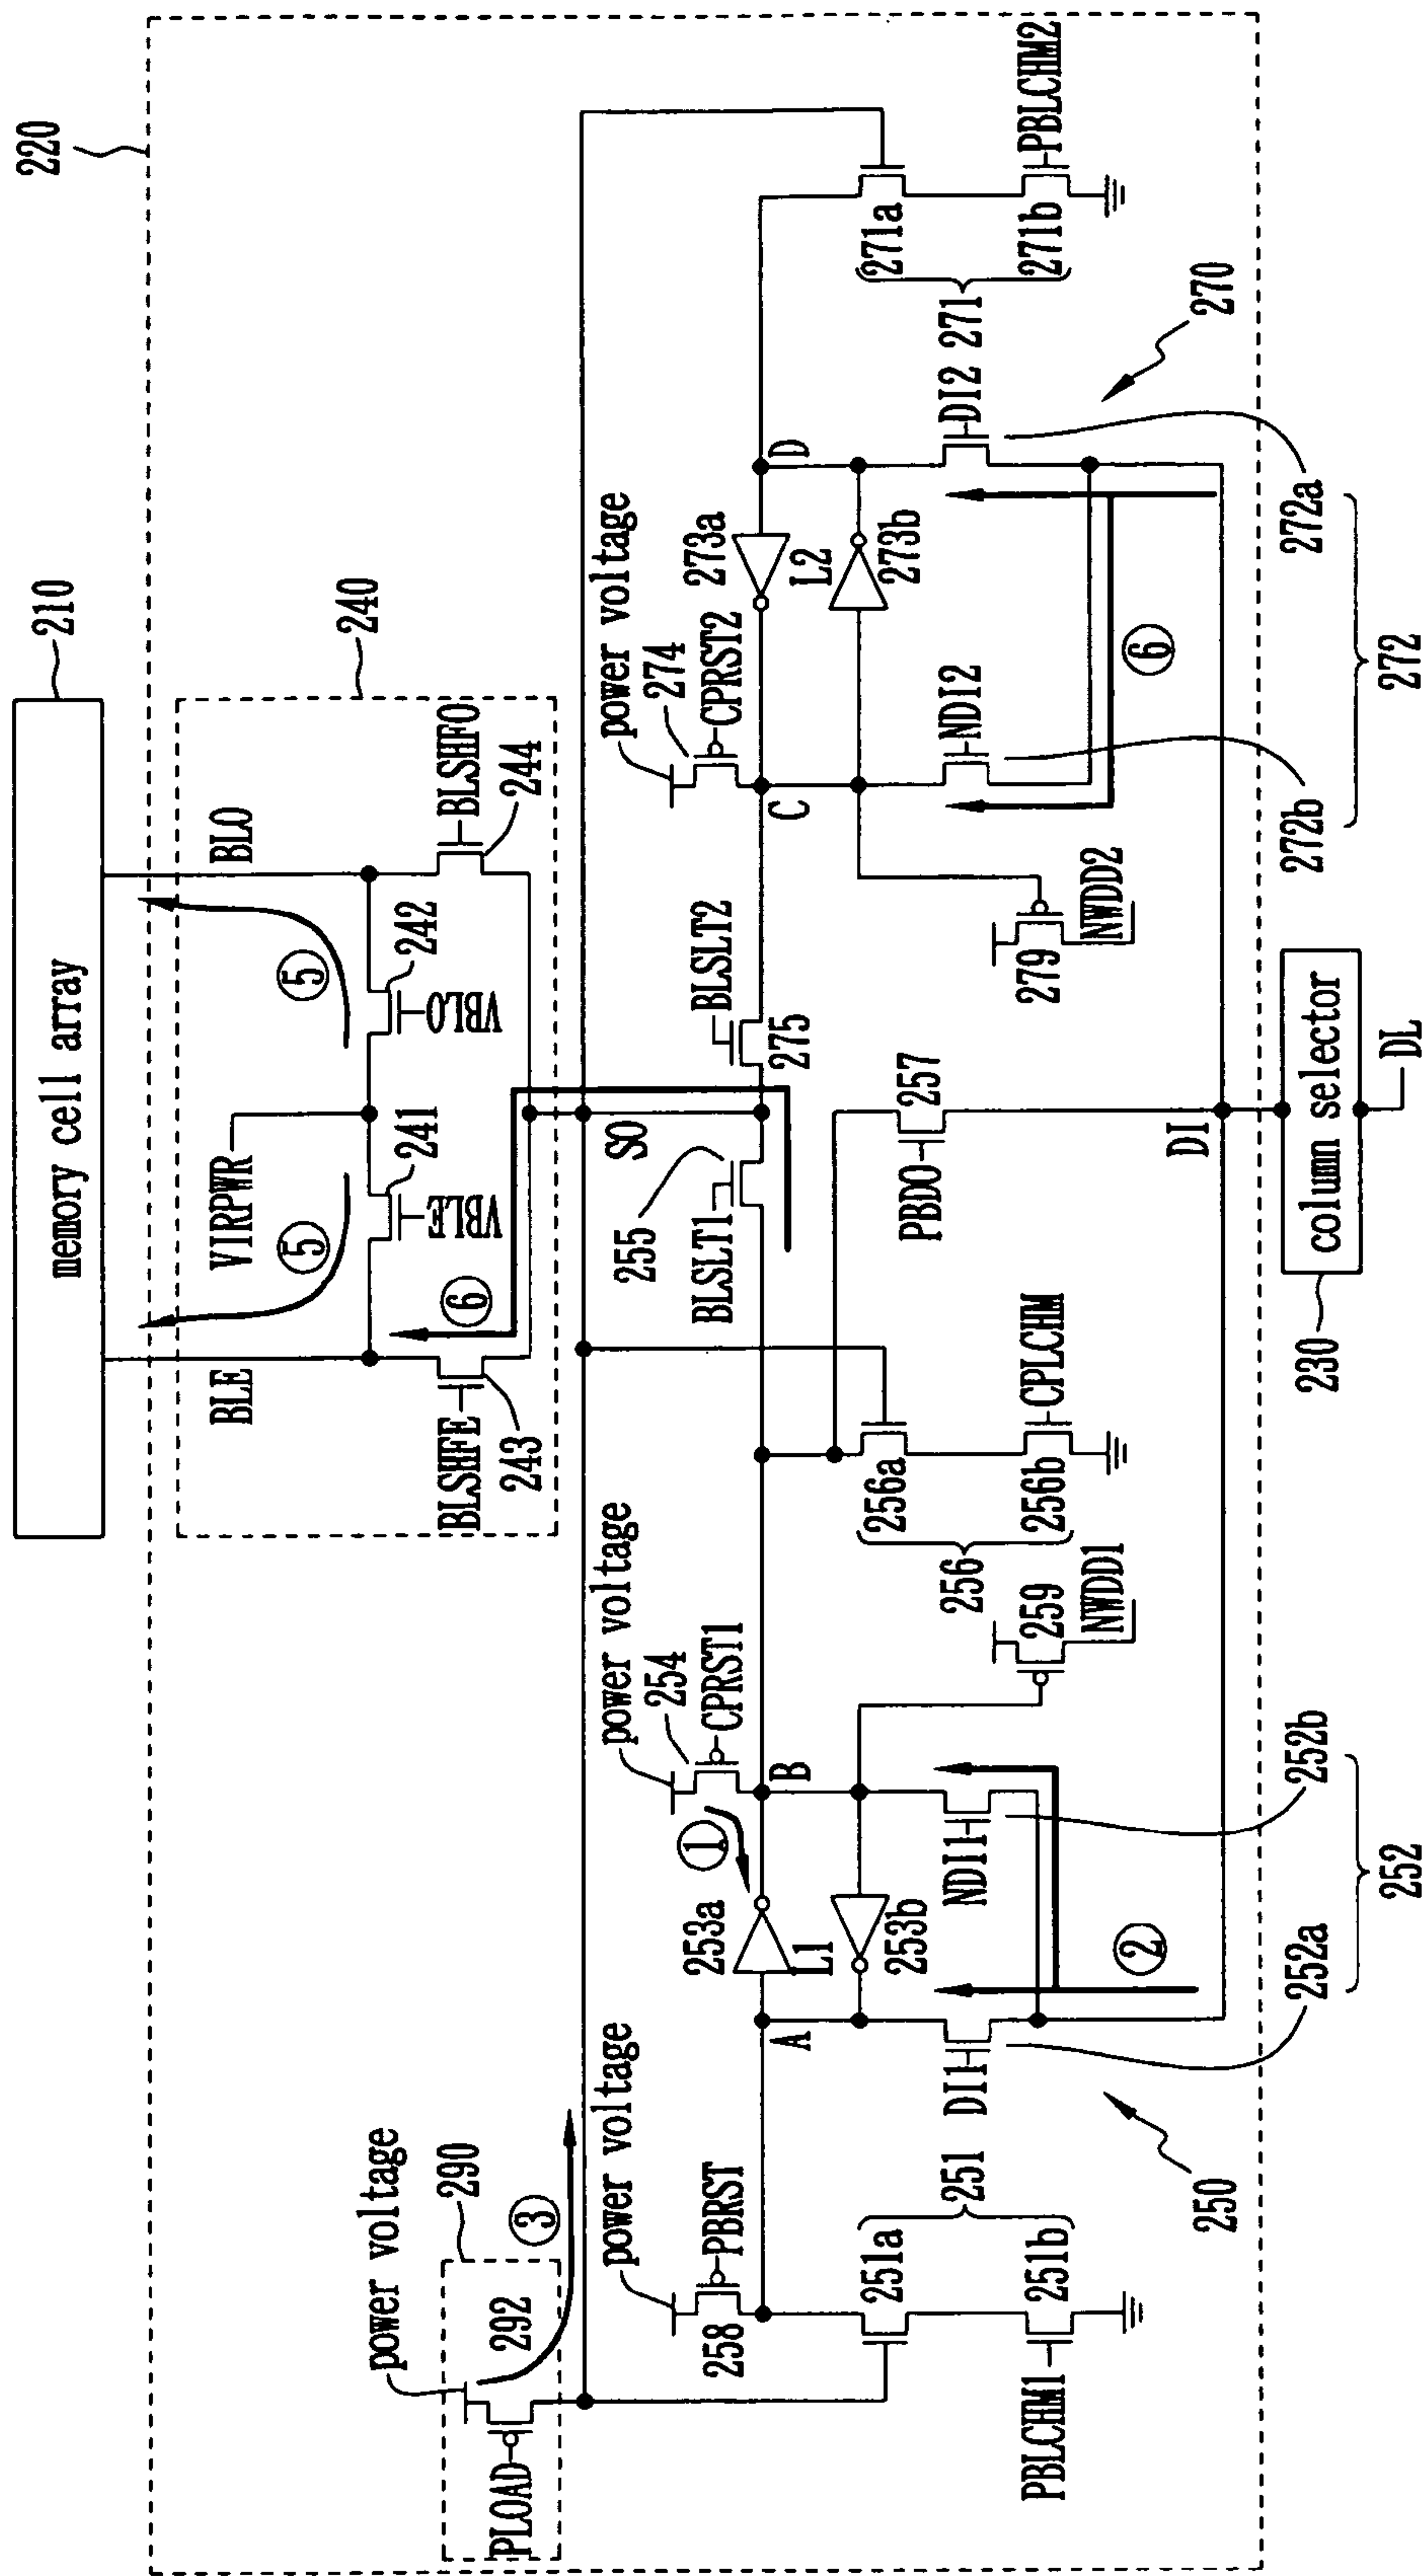 210
memory cell array
220
240
BLE
VIRPWR
BLO
⑤
⑤
241
242
VBLE
VBLO
⑥
BLSHFE
243
BLSHFO
244
power voltage
290
292
PLOAD
③
SO
power voltage
258
PBRST
power voltage
254
CPRST1
①
255
BLSLT1
BLSLT2
275
power voltage
274
CPRST2
A
253a
L1
253b
B
C
273a
L2
273b
D
251a
251
251b
PBLCHM1
DI1
NDI1
②
259
NWDD1
256a
256
256b
CPLCHM
PBDO
257
279
NWDD2
NDI2
⑥
DI2
271a
271
271b
PBLCHM2
DI
250
270
252a
252b
252
272b
272a
272
230
column selector
DL